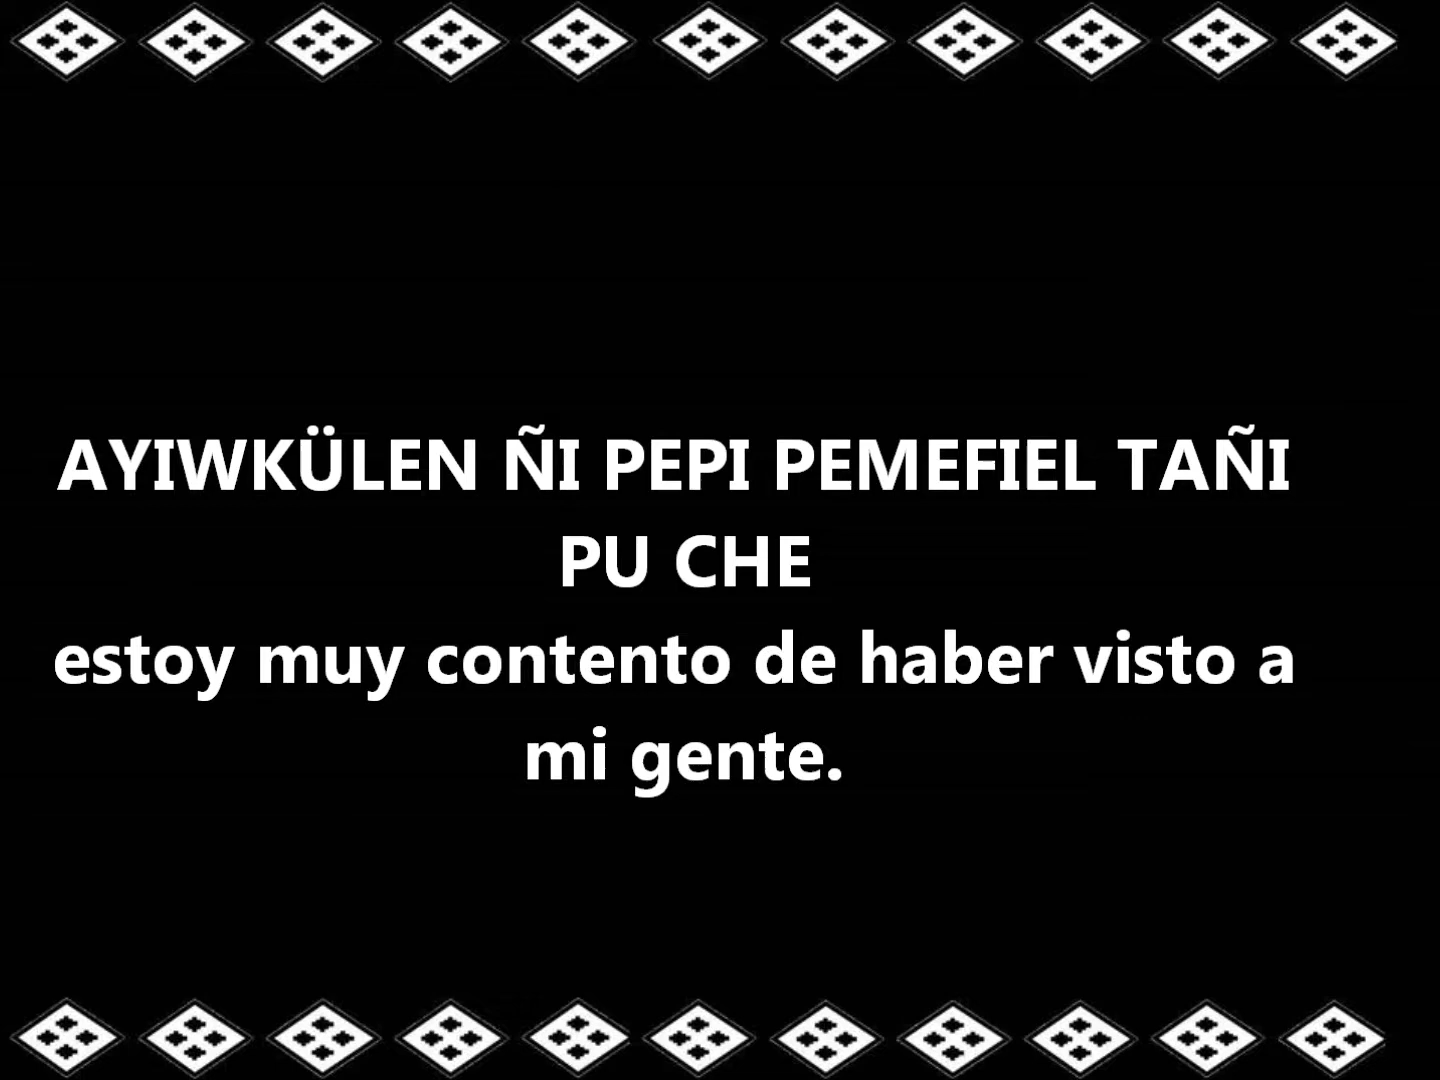 AYIWKÜLEN ÑI PEPI PEMEFIEL TAÑI
PU CHE
estoy muy contento de haber visto a
mi gente.